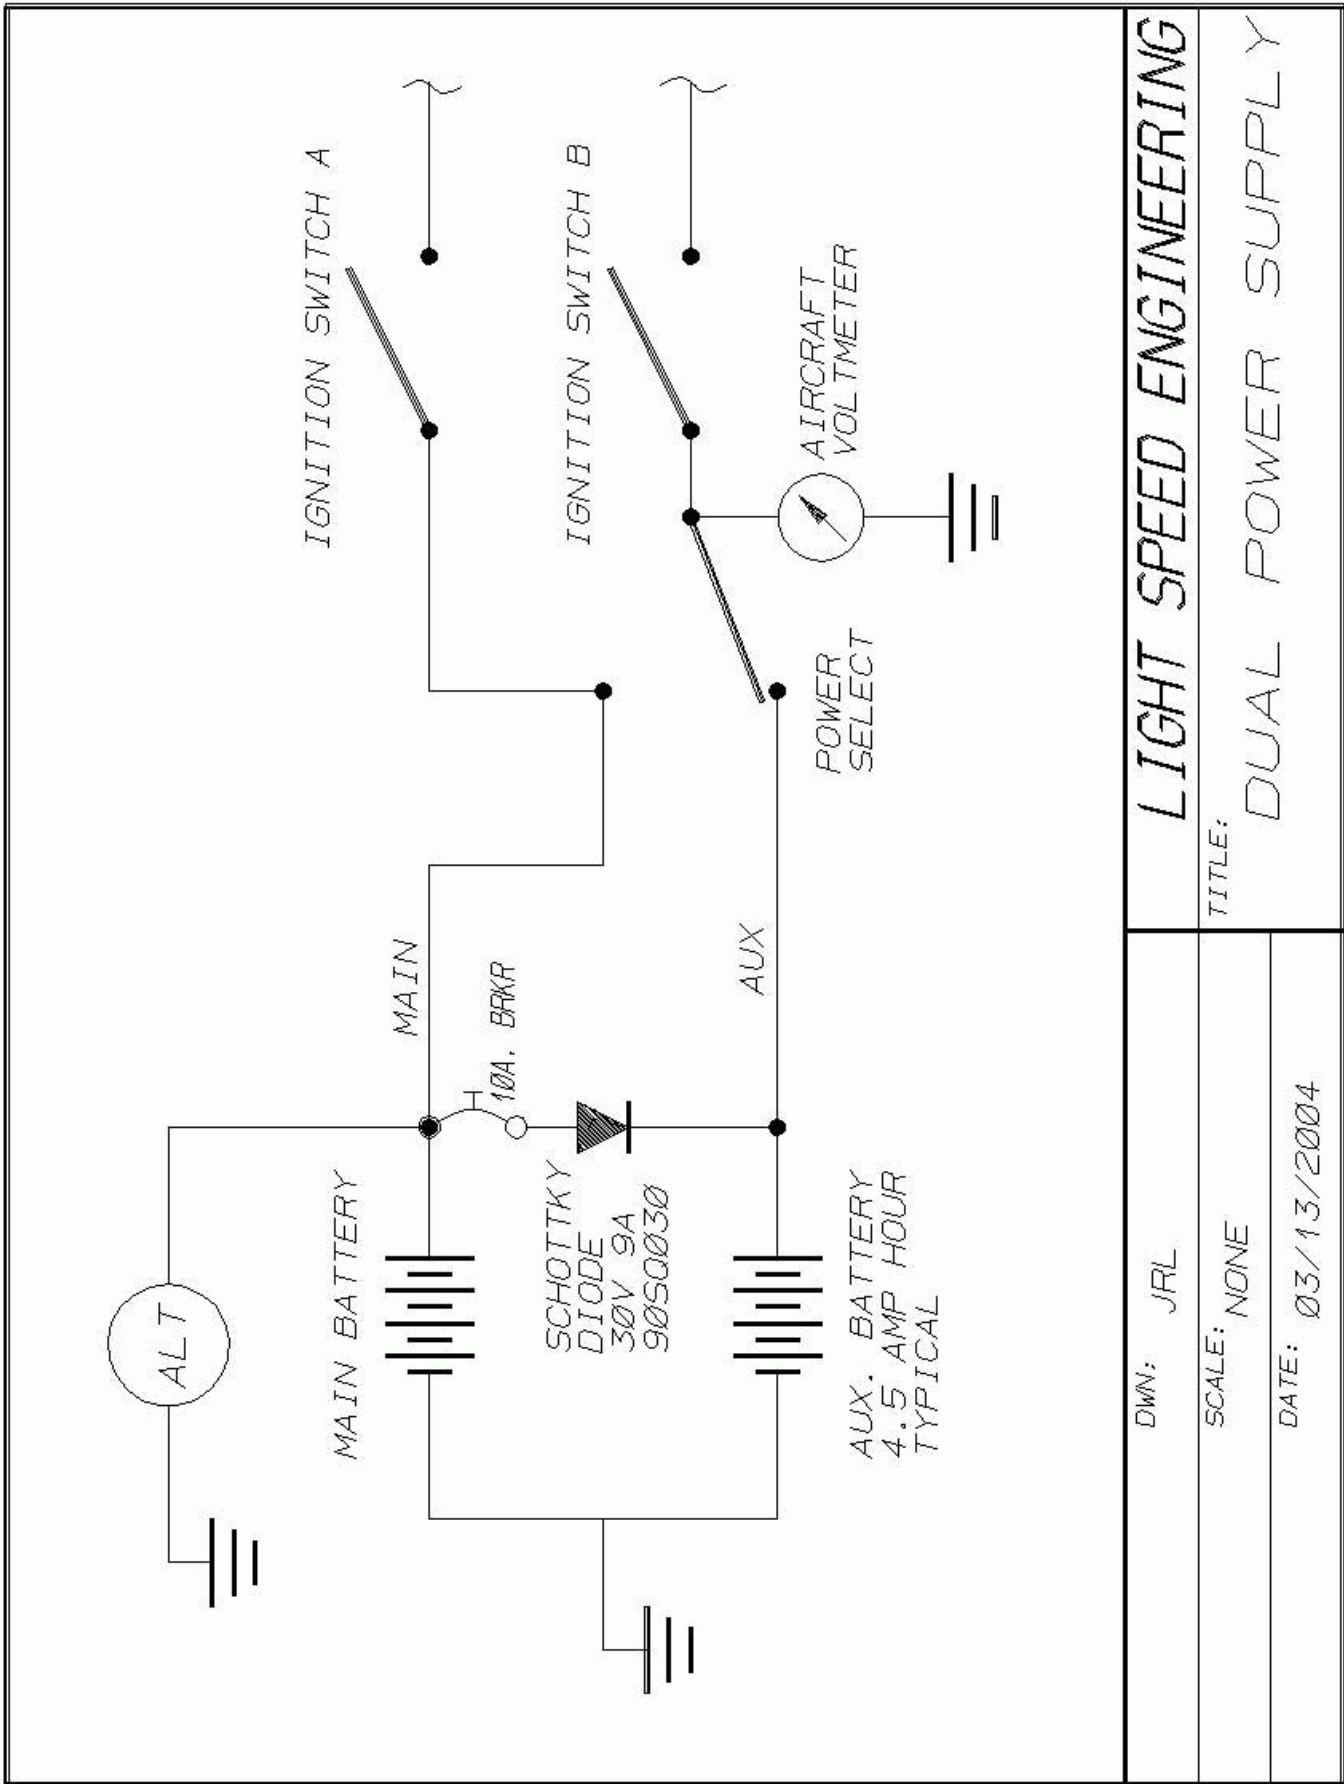 ALT
MAIN BATTERY
MAIN
IGNITION SWITCH A
10A. BRKR
SCHOTTKY
DIODE
30V 9A
90SQ030
IGNITION SWITCH B
AUX
POWER
SELECT
AIRCRAFT
VOLTMETER
AUX. BATTERY
4.5 AMP HOUR
TYPICAL
DWN: JRL
SCALE: NONE
DATE: 03/13/2004
LIGHT SPEED ENGINEERING
TITLE:
DUAL POWER SUPPLY